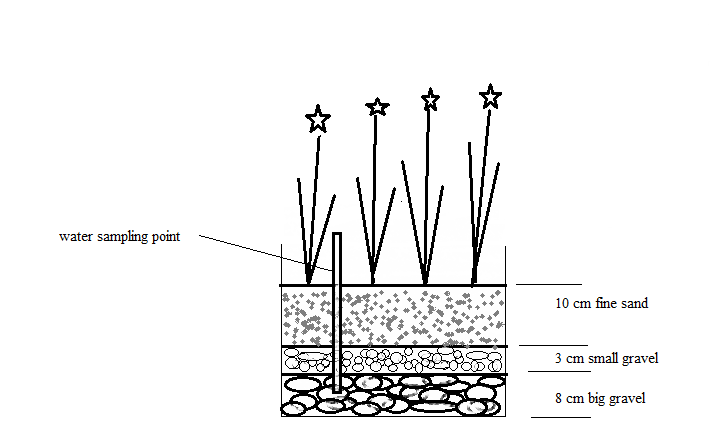 water sampling point
10 cm fine sand
3 cm small gravel
8 cm big gravel